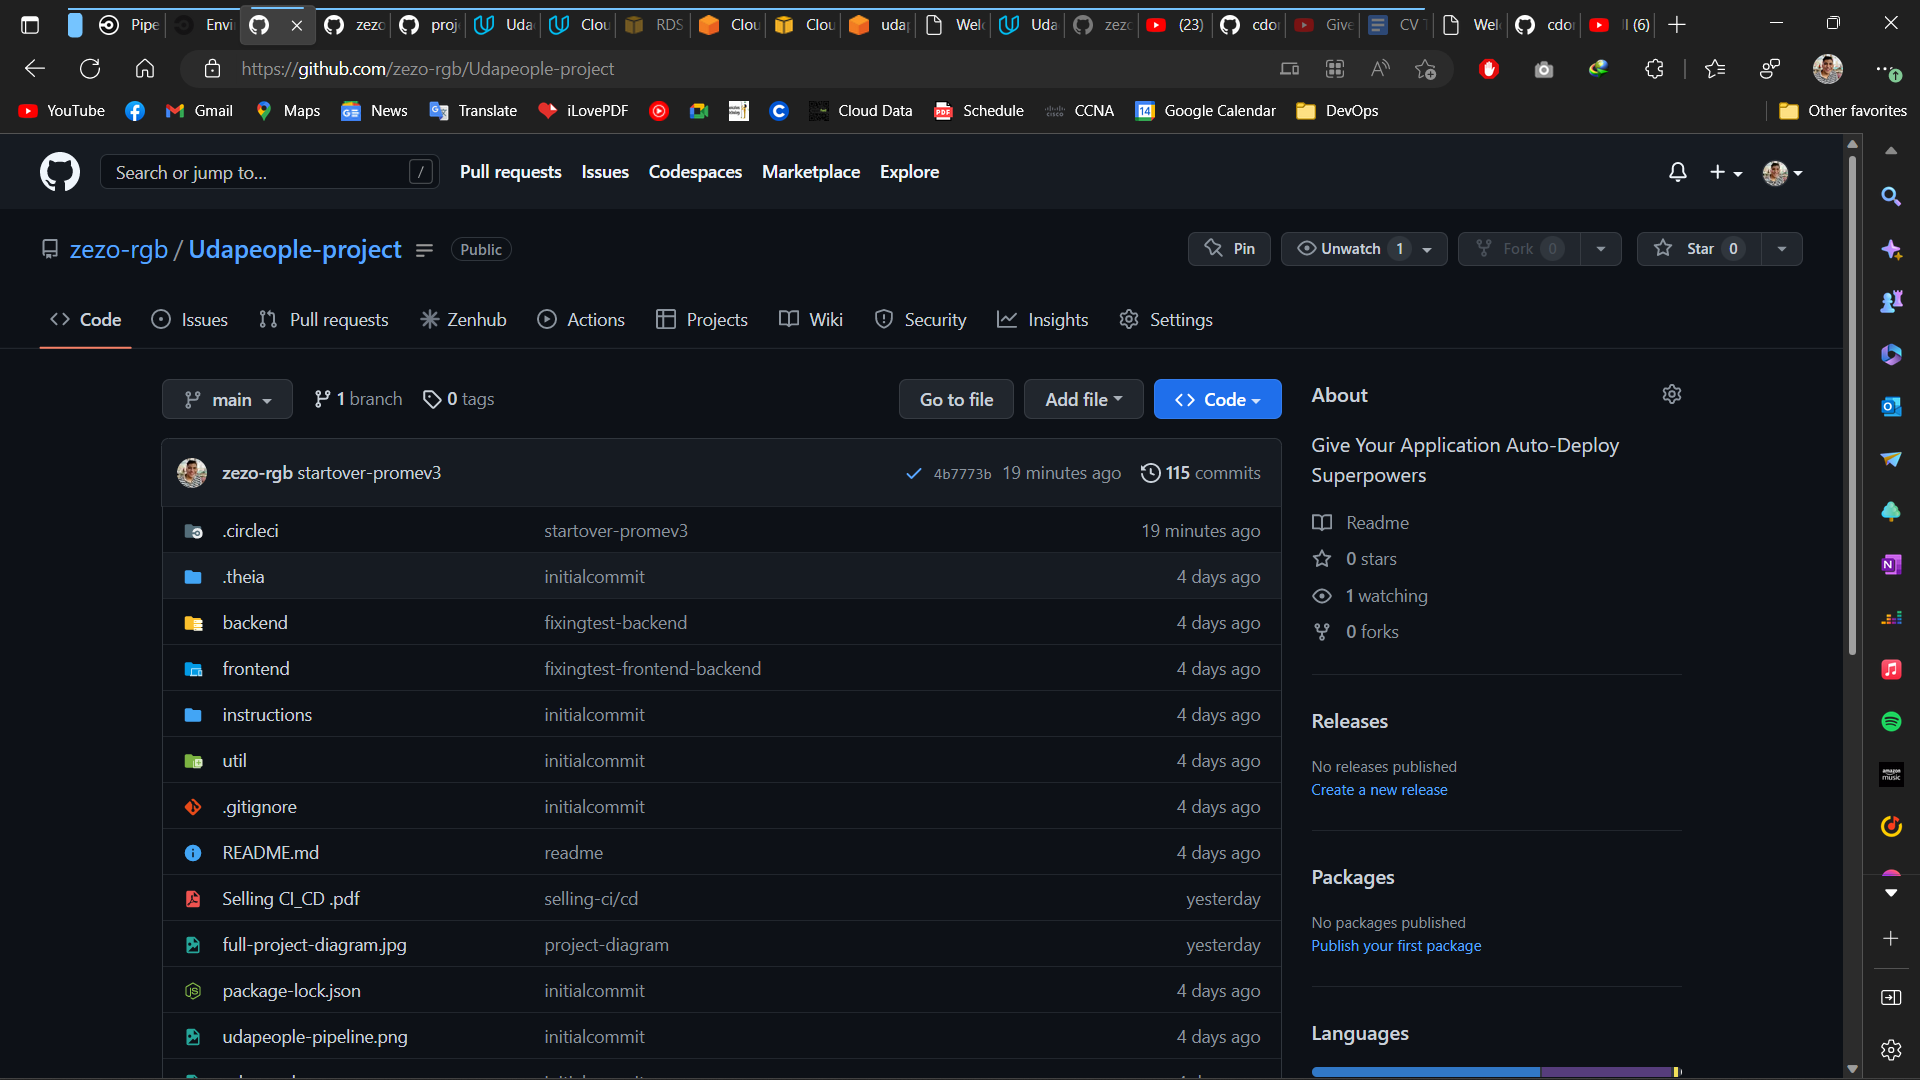 Pipe
Envi
zezo
proj
Uda
Clou
RDS
Clou
Clou
uda
Welc
Uda
zezo
(23)
cdon
Give
CV T
Welc
cdon
(6)
https://github.com/zezo-rgb/Udapeople-project
YouTube
Gmail
Maps
News
Translate
iLovePDF
Cloud Data
Schedule
CCNA
Google Calendar
DevOps
Other favorites
Search or jump to...
/
Pull requests
Issues
Codespaces
Marketplace
Explore
zezo-rgb / Udapeople-project
Public
Pin
Unwatch 1
Fork 0
Star 0
Code
Issues
Pull requests
Zenhub
Actions
Projects
Wiki
Security
Insights
Settings
main
1 branch
0 tags
Go to file
Add file
Code
zezo-rgb startover-promev3
4b7773b 19 minutes ago
115 commits
.circleci startover-promev3 19 minutes ago
.theia initialcommit 4 days ago
backend fixingtest-backend 4 days ago
frontend fixingtest-frontend-backend 4 days ago
instructions initialcommit 4 days ago
util initialcommit 4 days ago
.gitignore initialcommit 4 days ago
README.md readme 4 days ago
Selling CI_CD .pdf selling-ci/cd yesterday
full-project-diagram.jpg project-diagram yesterday
package-lock.json initialcommit 4 days ago
udapeople-pipeline.png initialcommit 4 days ago
About
Give Your Application Auto-Deploy
Superpowers
Readme
0 stars
1 watching
0 forks
Releases
No releases published
Create a new release
Packages
No packages published
Publish your first package
Languages